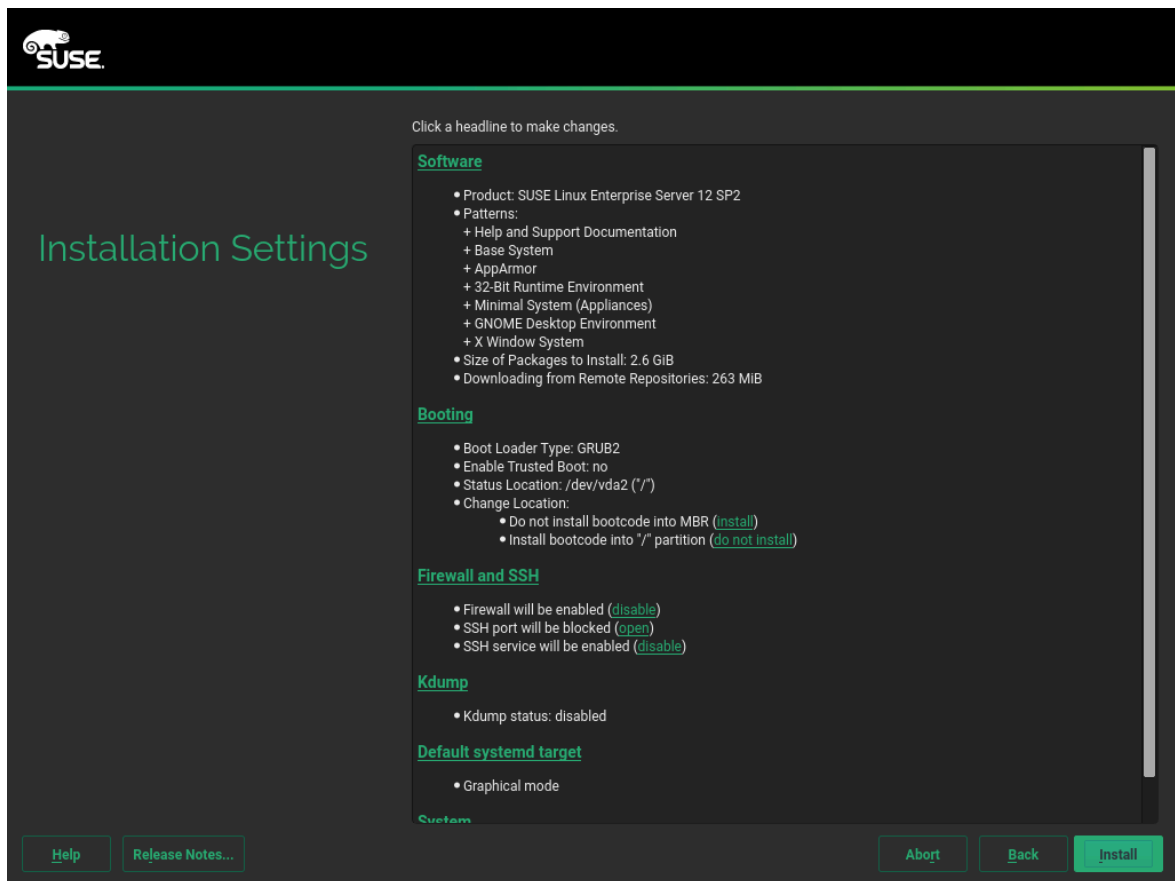 SUSE.
Click a headline to make changes.
Installation Settings
Software
Product: SUSE Linux Enterprise Server 12 SP2
Patterns:
+ Help and Support Documentation
+ Base System
+ AppArmor
+ 32-Bit Runtime Environment
+ Minimal System (Appliances)
+ GNOME Desktop Environment
+ X Window System
Size of Packages to Install: 2.6 GiB
Downloading from Remote Repositories: 263 MiB
Booting
Boot Loader Type: GRUB2
Enable Trusted Boot: no
Status Location: /dev/vda2 ("/")
Change Location:
Do not install bootcode into MBR (install)
Install bootcode into "/" partition (do not install)
Firewall and SSH
Firewall will be enabled (disable)
SSH port will be blocked (open)
SSH service will be enabled (disable)
Kdump
Kdump status: disabled
Default systemd target
Graphical mode
System
Help
Release Notes...
Abort
Back
Install